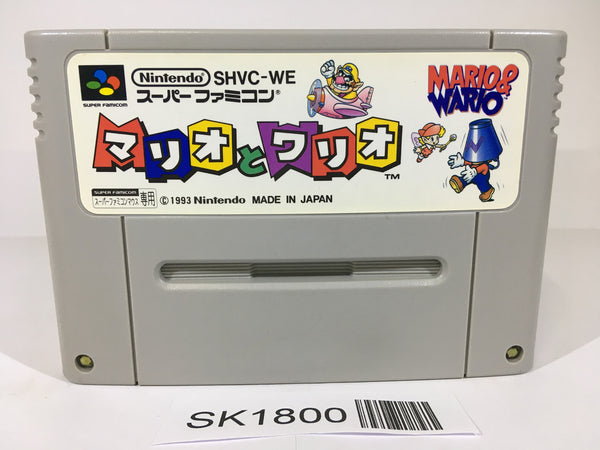 SUPER FAMICOM
Nintendo SHVC-WE
スーパーファミコン®
MARIO&
WARIO
マリオとワリオ
TM
SUPER FAMICOM
スーパーファミコンマウス 専用
© 1993 Nintendo MADE IN JAPAN
SK1800